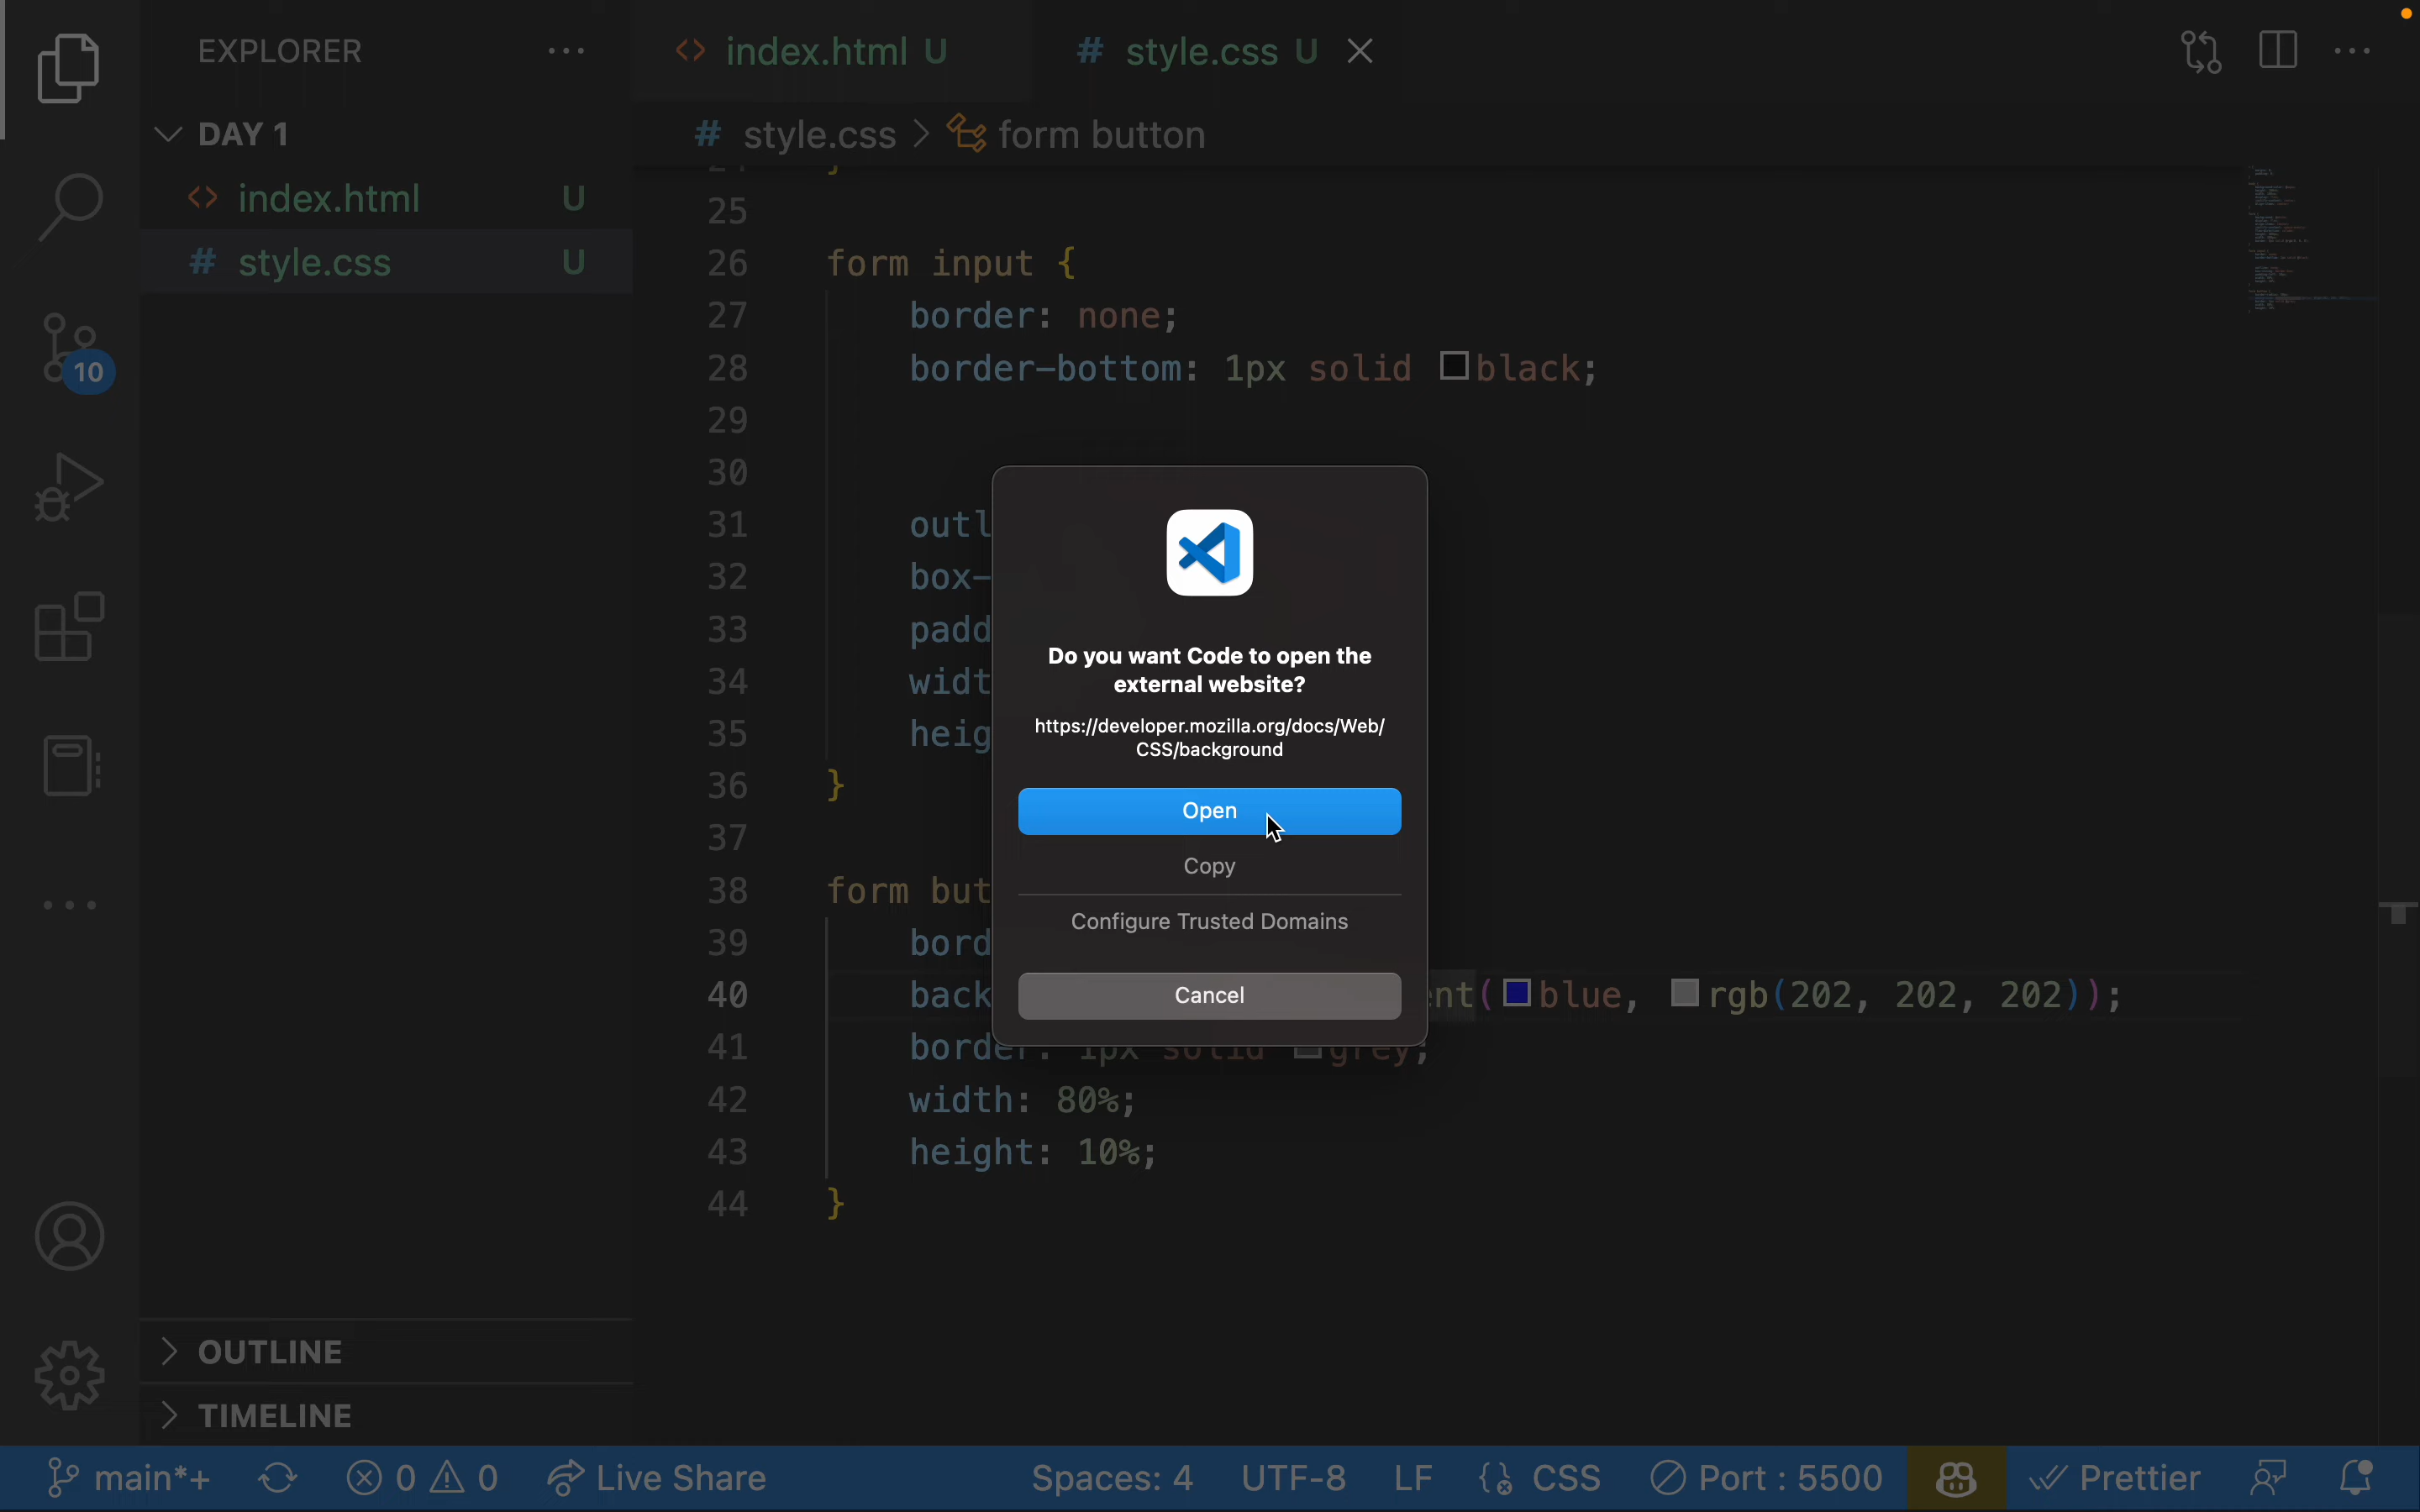 EXPLORER
index.html U
# style.css U
DAY 1
# style.css > form button
<> index.html U
# style.css U
25
26 form input {
27 border: none;
28 border-bottom: 1px solid black;
29
30
31 outl
32 box-
33 padd
34 widt
35 heig
36 }
37
38 form but
39 bord
40 back nt( blue, rgb(202, 202, 202));
41 border: 1px solid grey;
42 width: 80%;
43 height: 10%;
44 }
10
Do you want Code to open the
external website?
https://developer.mozilla.org/docs/Web/
CSS/background
Open
Copy
Configure Trusted Domains
Cancel
OUTLINE
TIMELINE
main*+ 0 0 Live Share Spaces: 4 UTF-8 LF CSS Port : 5500 Prettier